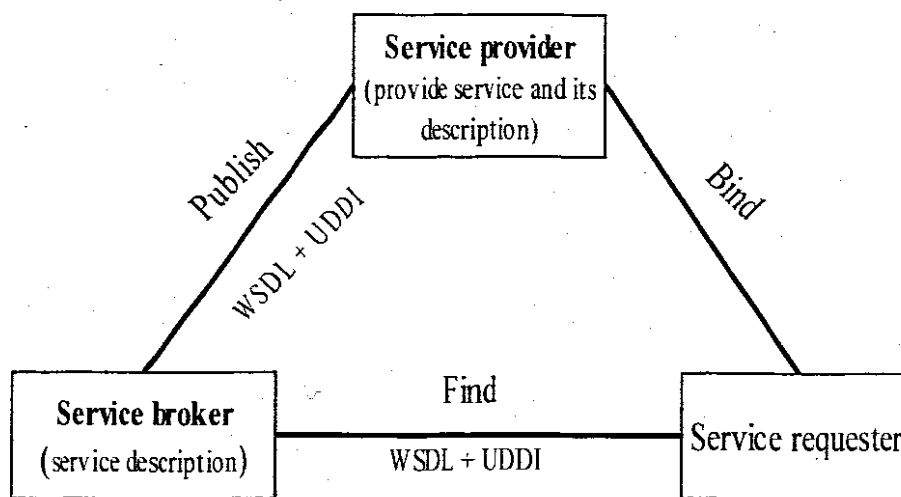 Service provider
(provide service and its
description)
Publish
WSDL + UDDI
Bind
Service broker
(service description)
Find
WSDL + UDDI
Service requester